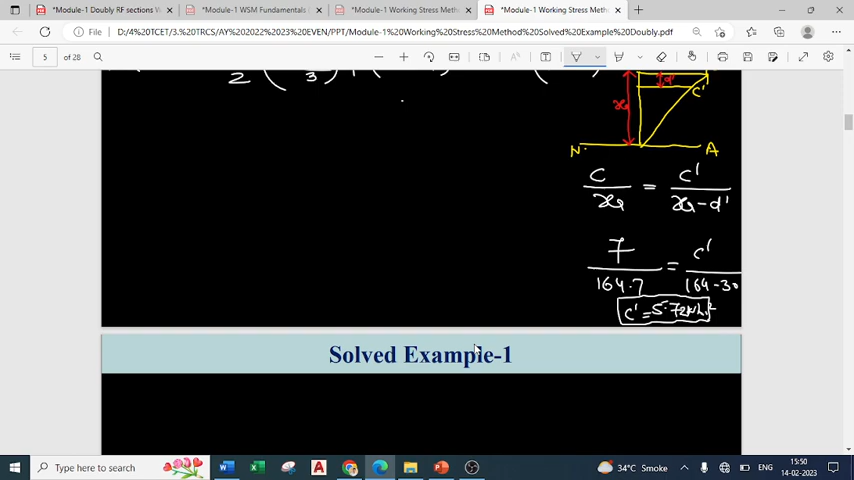 *Module-1 Doubly RF sections W
*Module-1 WSM Fundamentals
*Module-1 Working Stress Meth
*Module-1 Working Stress Meth
File
D:/4%20TCET/3.%20TRCS/AY%202022%2023%20EVEN/PPT/Module-1%20Working%20Stress%20Method%20Solved%20Example%20Doubly.pdf
5 of 28
2 3
d'
C'
x
N. A
C/x = C'/(x-d')
7/164.7 = C'/(164-30
C' = 5.72
Solved Example-1
Type here to search
34°C Smoke
ENG
15:50
14-02-2023